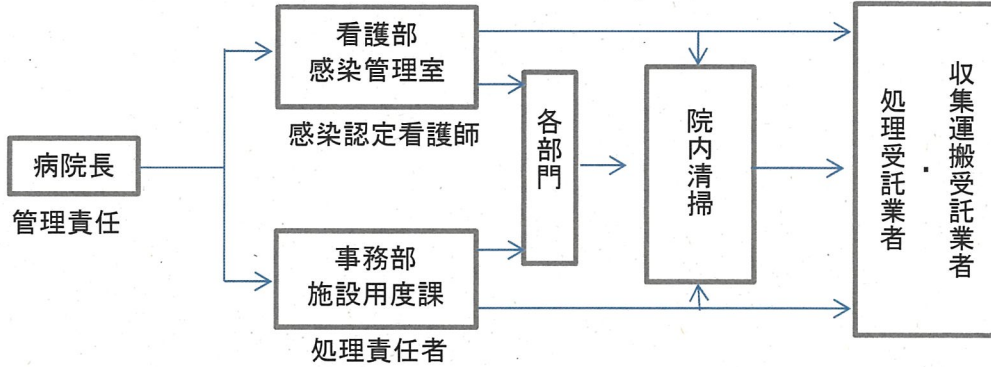 病院長
管理責任
看護部
感染管理室
感染認定看護師
事務部
施設用度課
処理責任者
各部門
院内清掃
収集運搬受託業者
・
処理受託業者